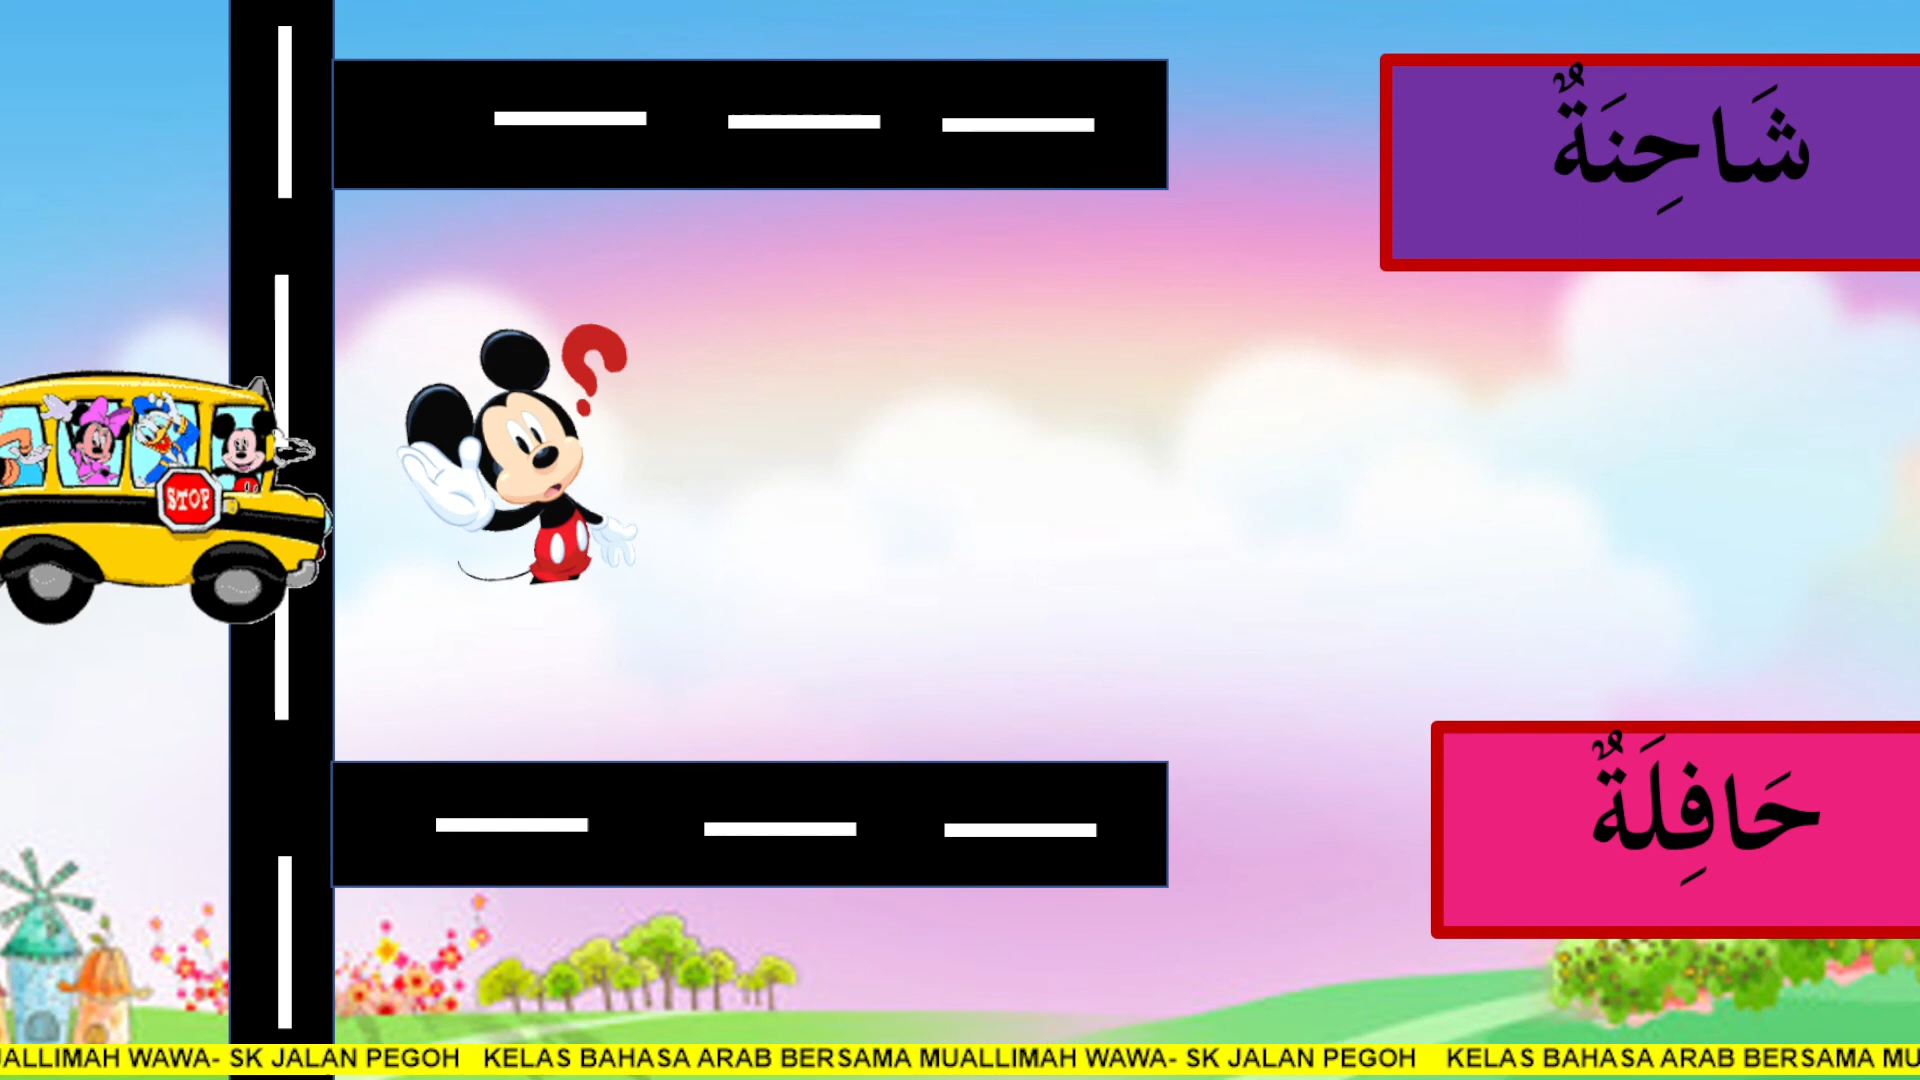 شَاحِنَةٌ
STOP
حَافِلَةٌ
UALLIMAH WAWA- SK JALAN PEGOH KELAS BAHASA ARAB BERSAMA MUALLIMAH WAWA- SK JALAN PEGOH KELAS BAHASA ARAB BERSAMA MU